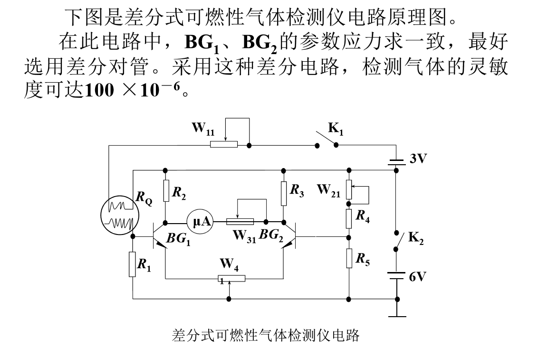 下图是差分式可燃性气体检测仪电路原理图。
在此电路中，BG₁、BG₂的参数应力求一致，最好
选用差分对管。采用这种差分电路，检测气体的灵敏
度可达100 ×10⁻⁶。
W₁₁
K₁
3V
R_Q
R₂
R₃
W₂₁
μA
W₃₁
R₄
BG₁
BG₂
K₂
R₁
W₄
1
R₅
6V
差分式可燃性气体检测仪电路